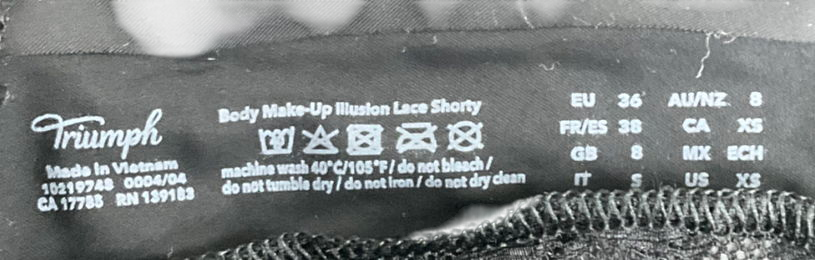 Triumph
Made in Vietnam
10219748 0004/04
CA 17788 RN 139183
Body Make-Up Illusion Lace Shorty
machine wash 40°C/105°F / do not bleach /
do not tumble dry / do not iron / do not dry clean
EU 36 AU/NZ 8
FR/ES 38 CA XS
GB 8 MX ECH
IT S US XS